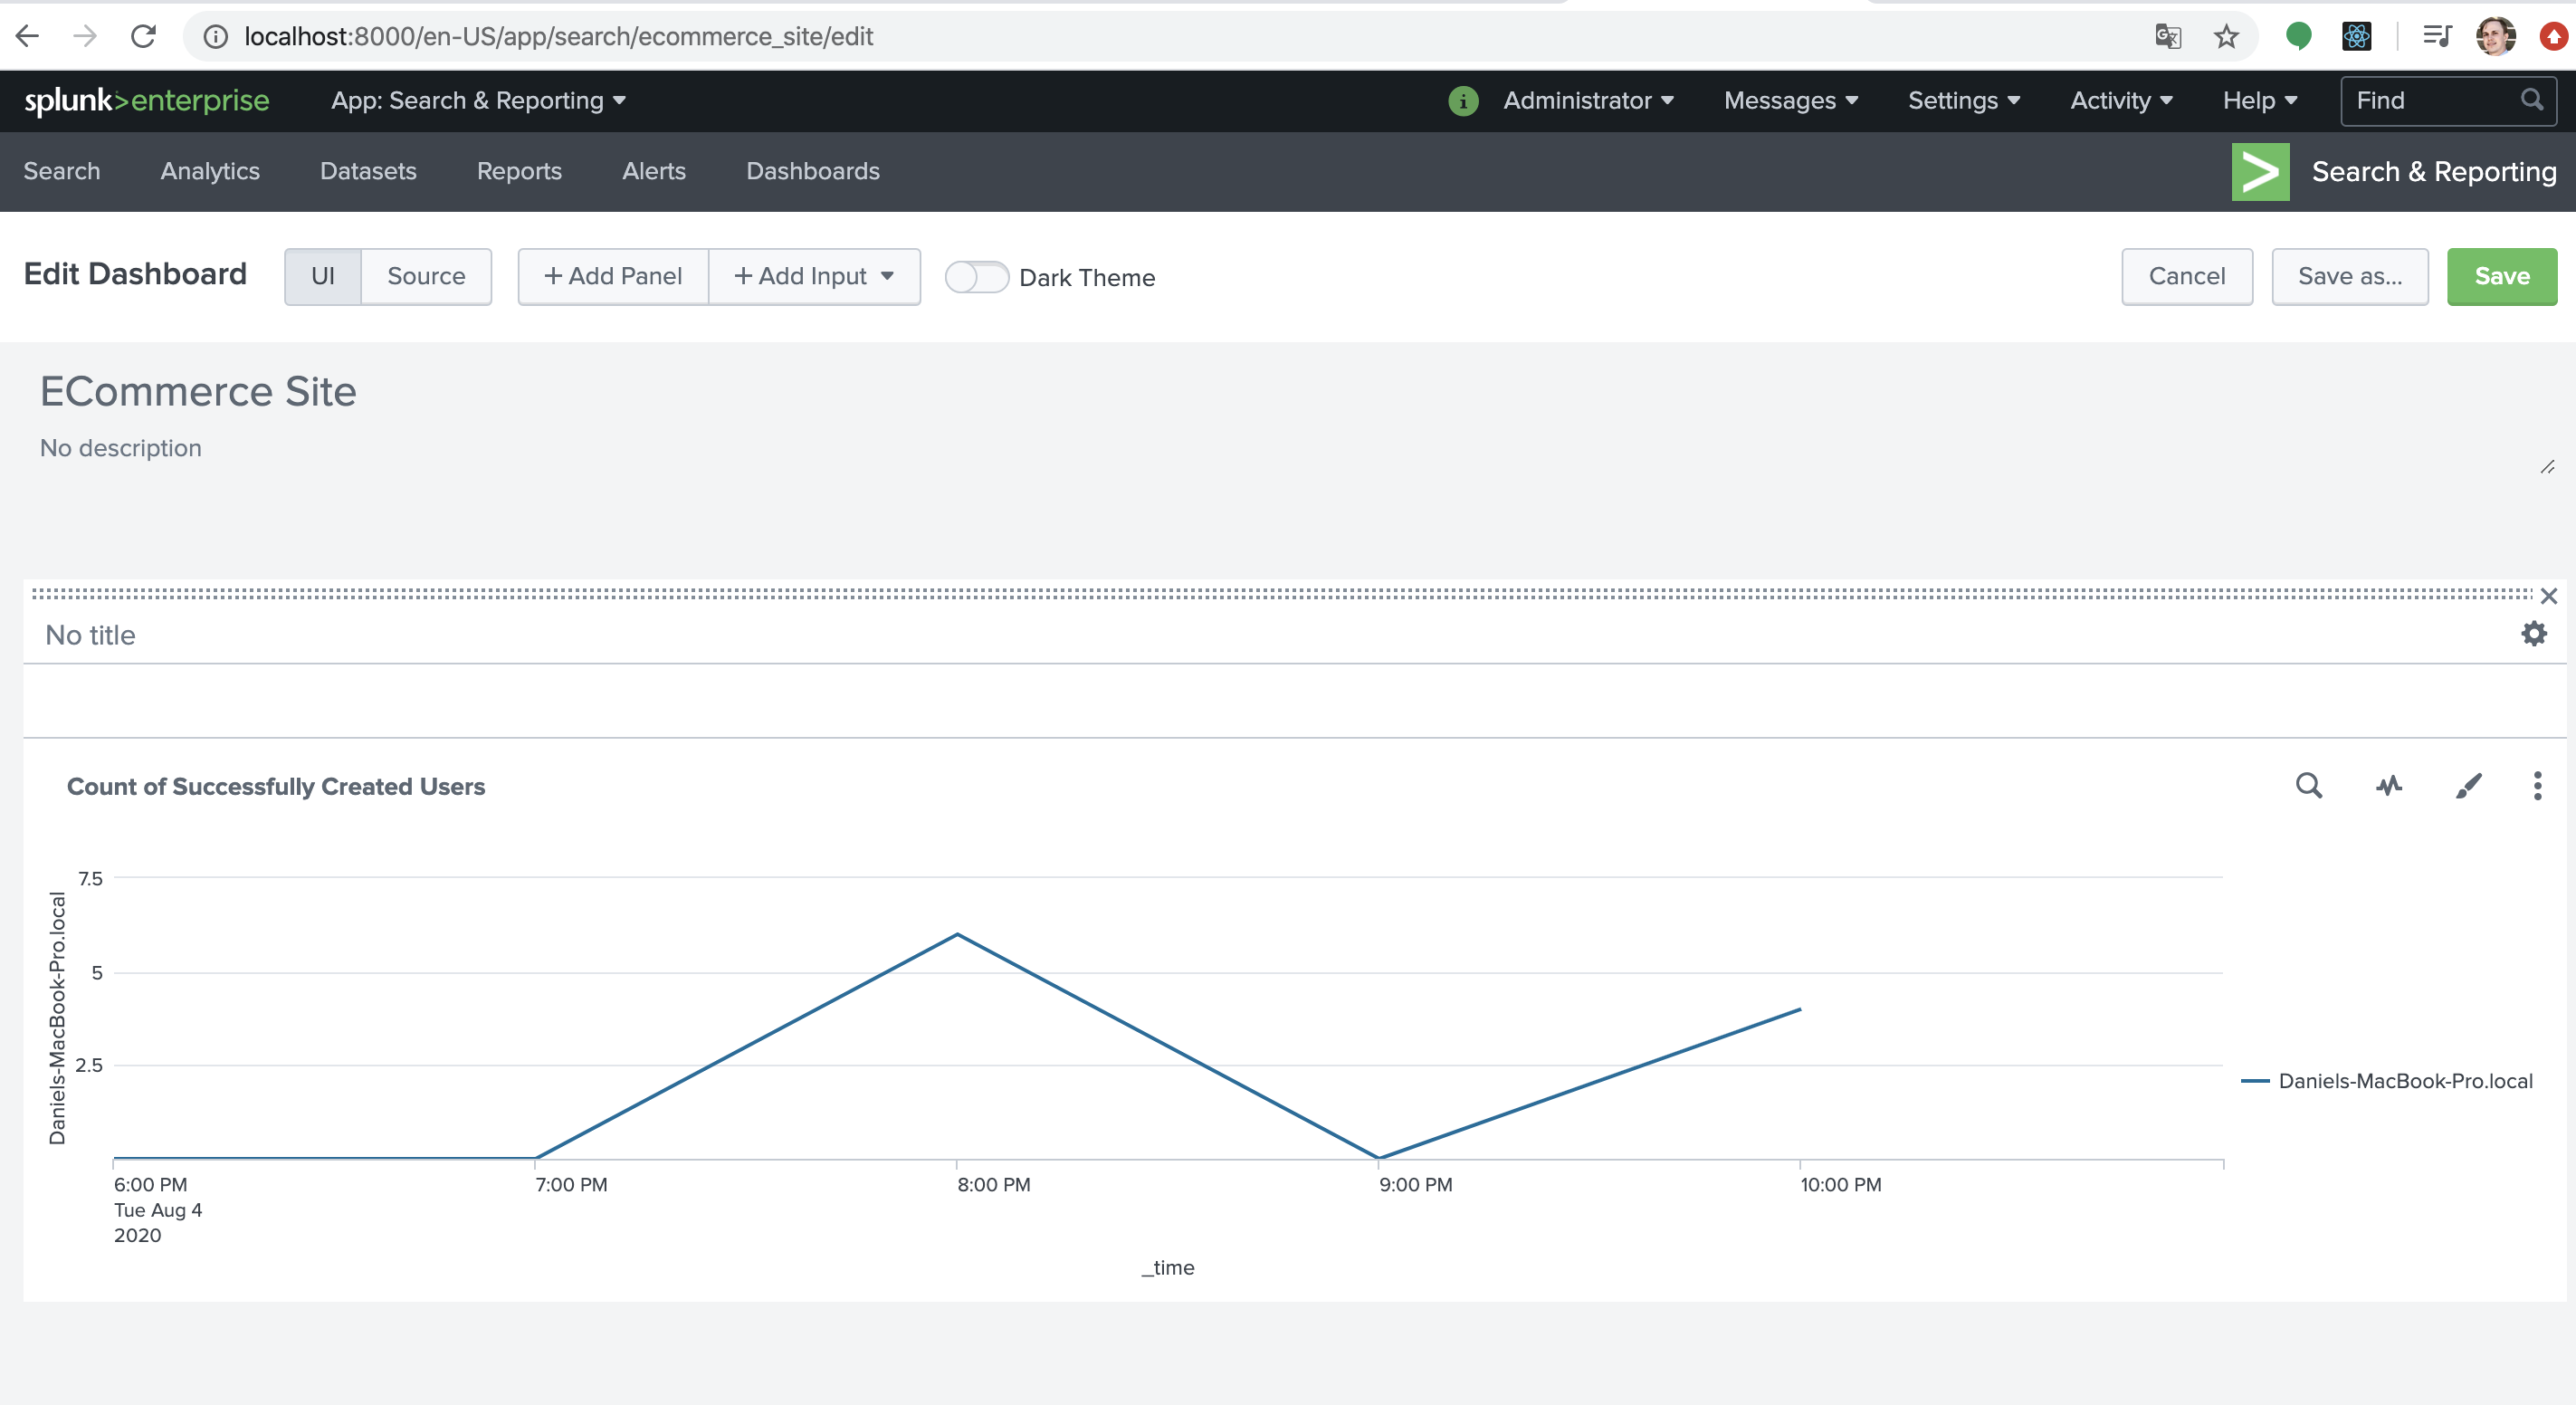 localhost:8000/en-US/app/search/ecommerce_site/edit
splunk>enterprise App: Search & Reporting Administrator Messages Settings Activity Help Find
Search Analytics Datasets Reports Alerts Dashboards Search & Reporting
Edit Dashboard UI Source + Add Panel + Add Input Dark Theme Cancel Save as... Save
ECommerce Site
No description
No title
Count of Successfully Created Users
Daniels-MacBook-Pro.local
7.5
5
2.5
Daniels-MacBook-Pro.local
6:00 PM 7:00 PM 8:00 PM 9:00 PM 10:00 PM
Tue Aug 4
2020
_time